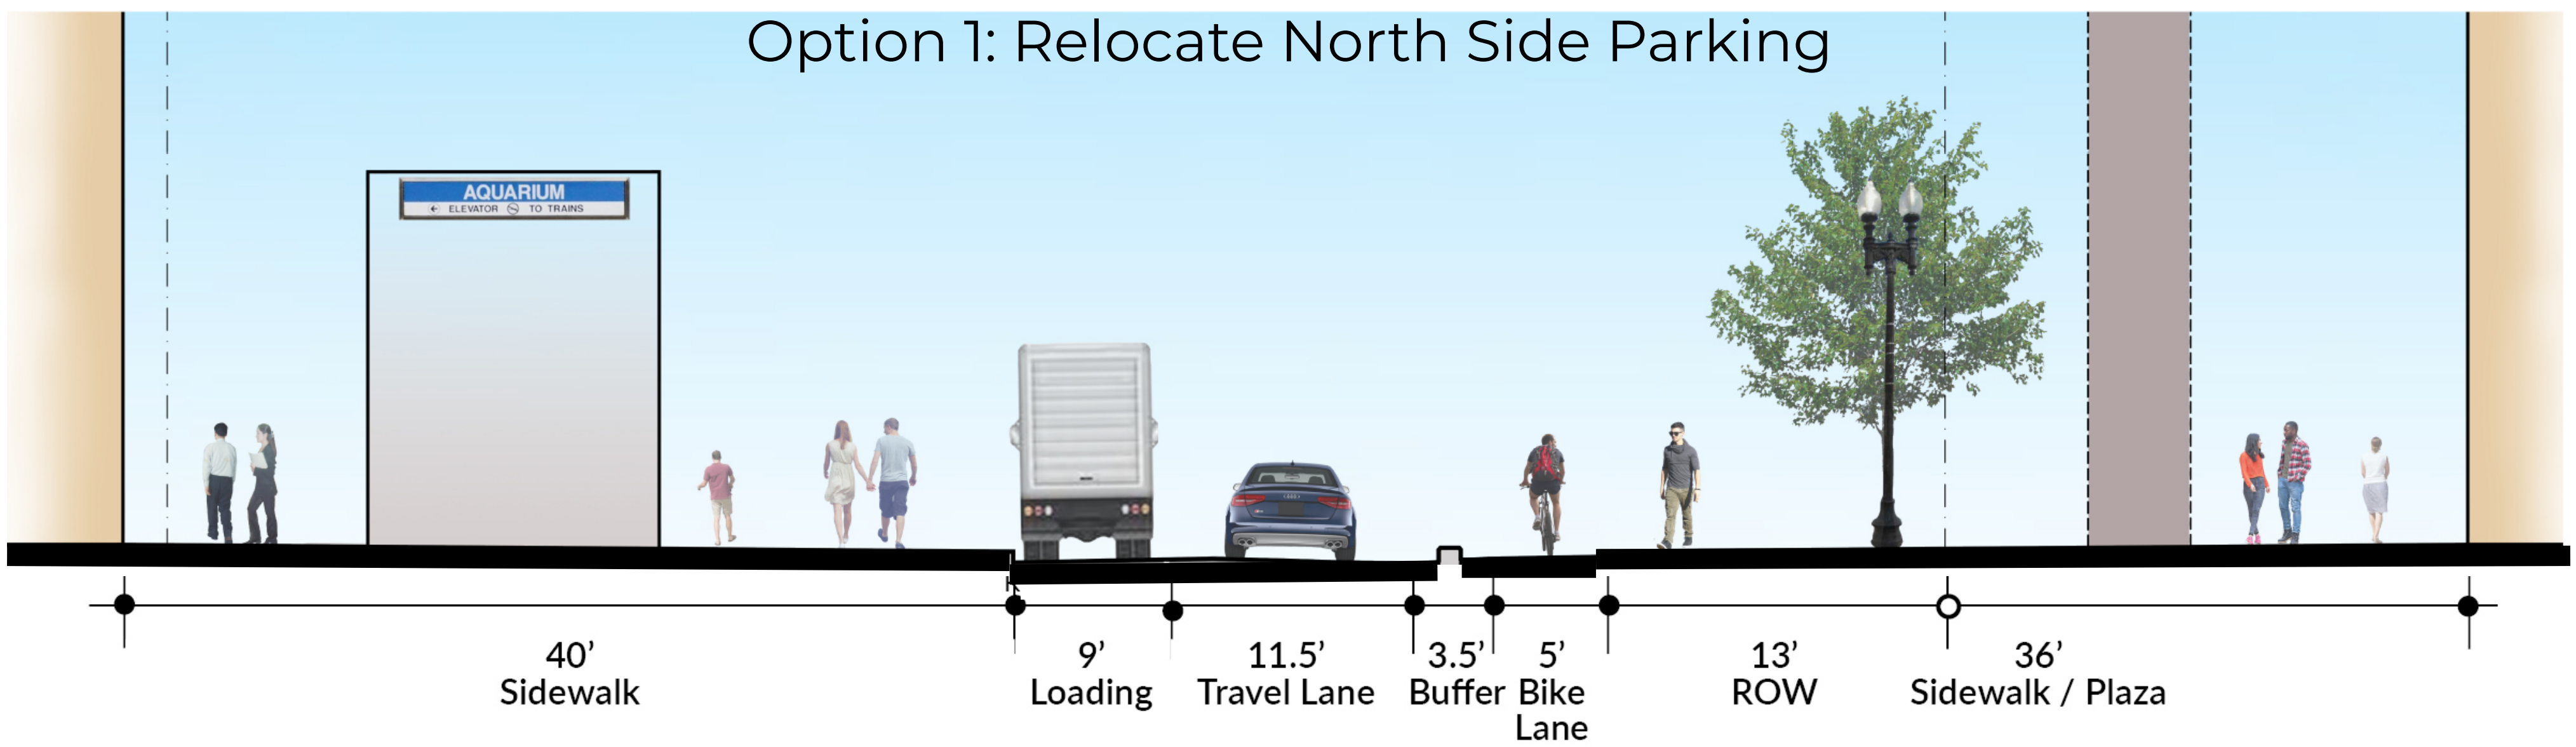 Option 1: Relocate North Side Parking
AQUARIUM
ELEVATOR TO TRAINS
40’
Sidewalk
9’
Loading
11.5’
Travel Lane
3.5’
Buffer
5’
Bike
Lane
13’
ROW
36’
Sidewalk / Plaza